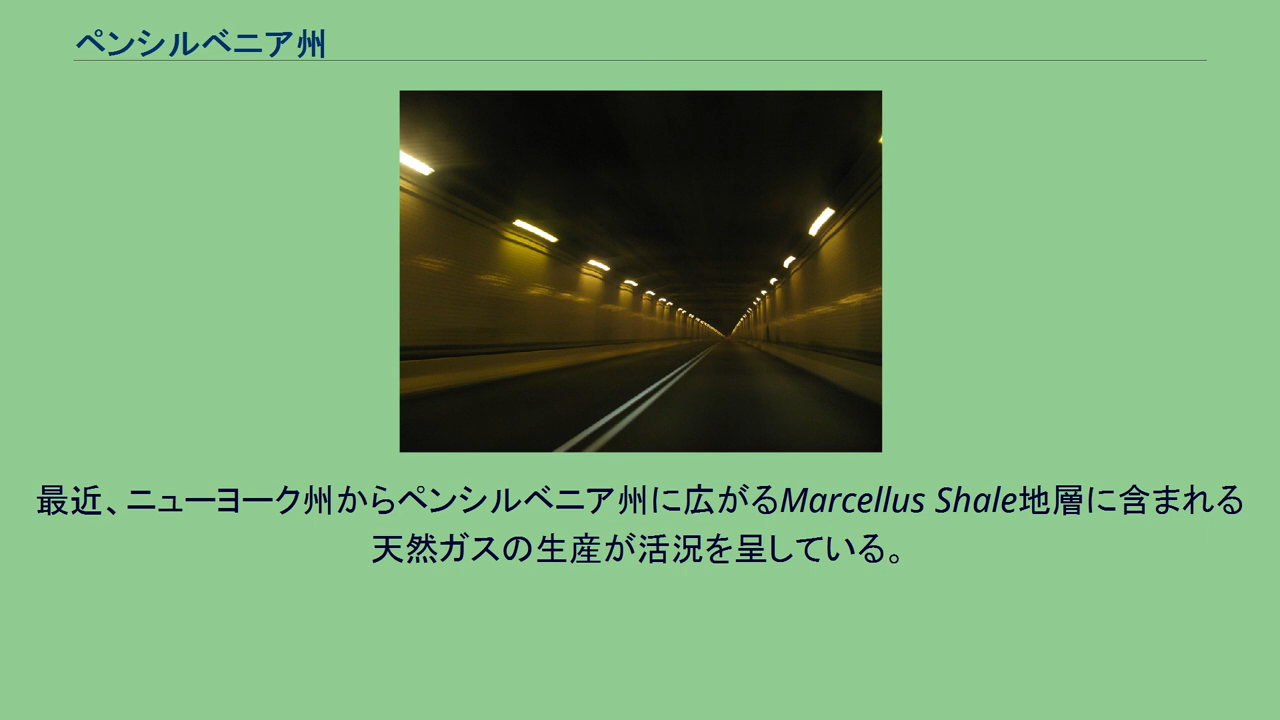 ペンシルベニア州
最近、ニューヨーク州からペンシルベニア州に広がるMarcellus Shale地層に含まれる
天然ガスの生産が活況を呈している。